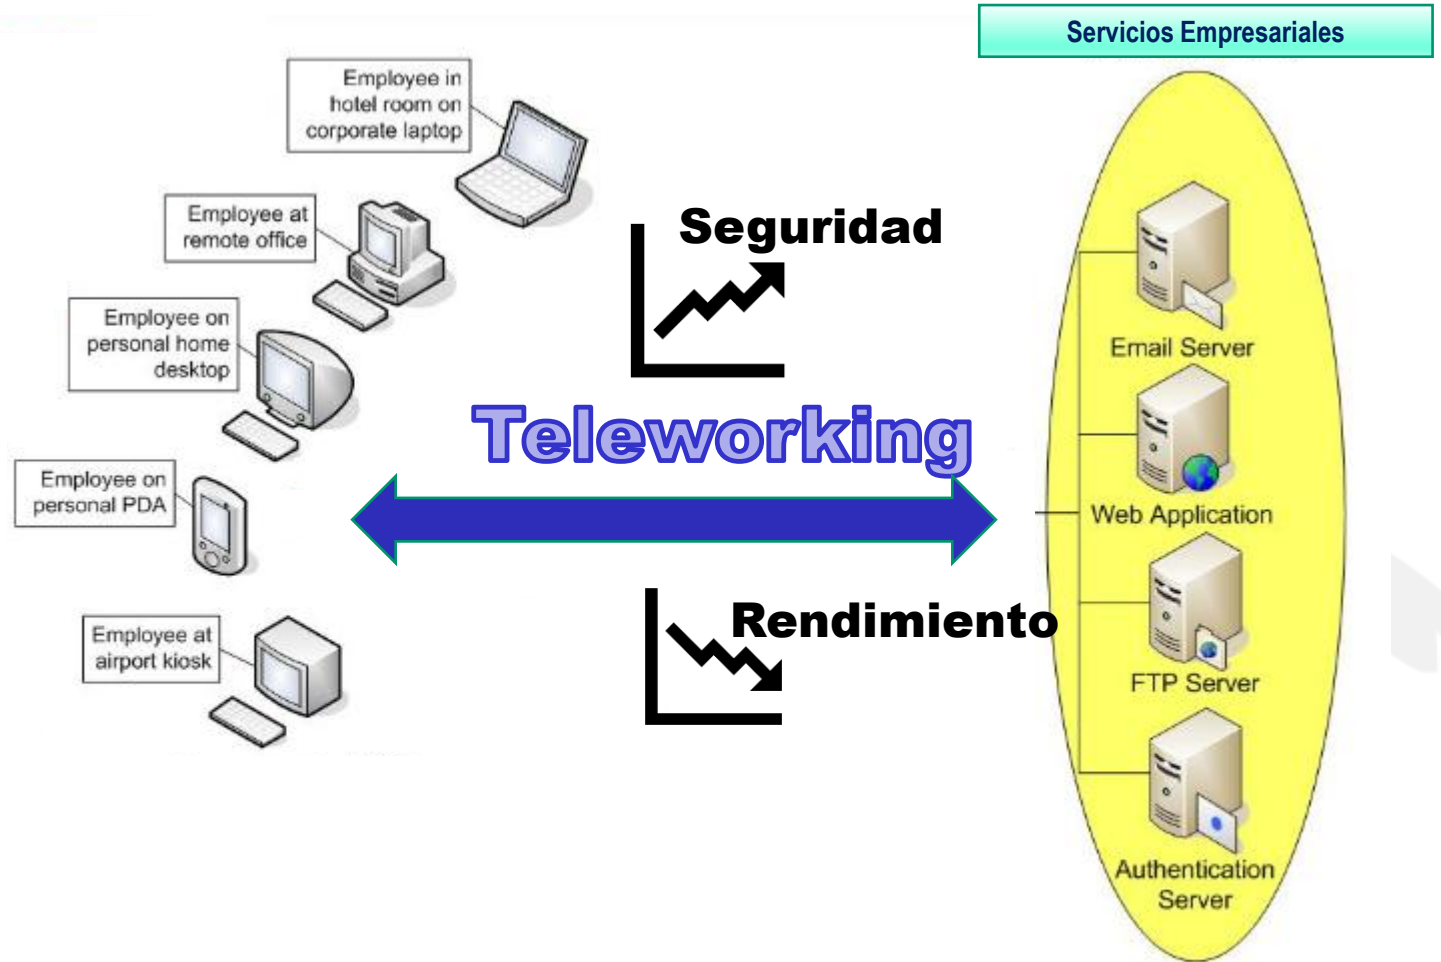 Servicios Empresariales
Employee in
hotel room on
corporate laptop
Employee at
remote office
Employee on
personal home
desktop
Employee on
personal PDA
Employee at
airport kiosk
Seguridad
Teleworking
Rendimiento
Email Server
Web Application
FTP Server
Authentication
Server